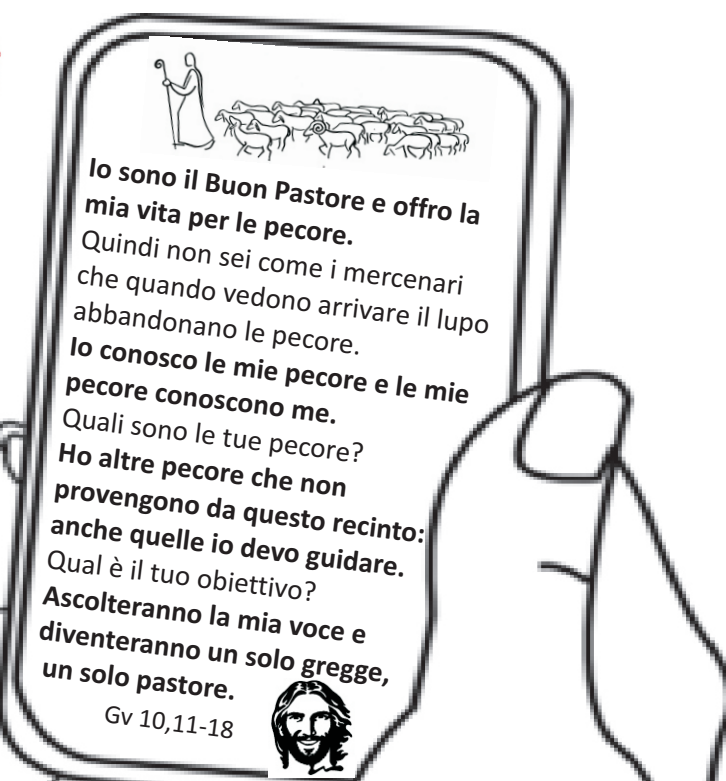 Io sono il Buon Pastore e offro la
mia vita per le pecore.
Quindi non sei come i mercenari
che quando vedono arrivare il lupo
abbandonano le pecore.
Io conosco le mie pecore e le mie
pecore conoscono me.
Quali sono le tue pecore?
Ho altre pecore che non
provengono da questo recinto:
anche quelle io devo guidare.
Qual è il tuo obiettivo?
Ascolteranno la mia voce e
diventeranno un solo gregge,
un solo pastore.
Gv 10,11-18